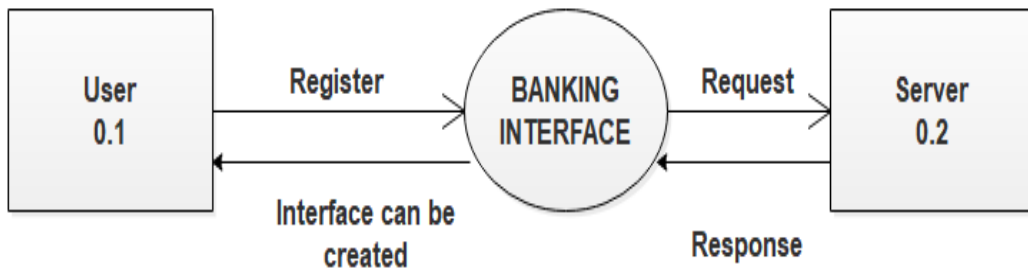 User
0.1
Register
BANKING
INTERFACE
Request
Server
0.2
Interface can be
created
Response